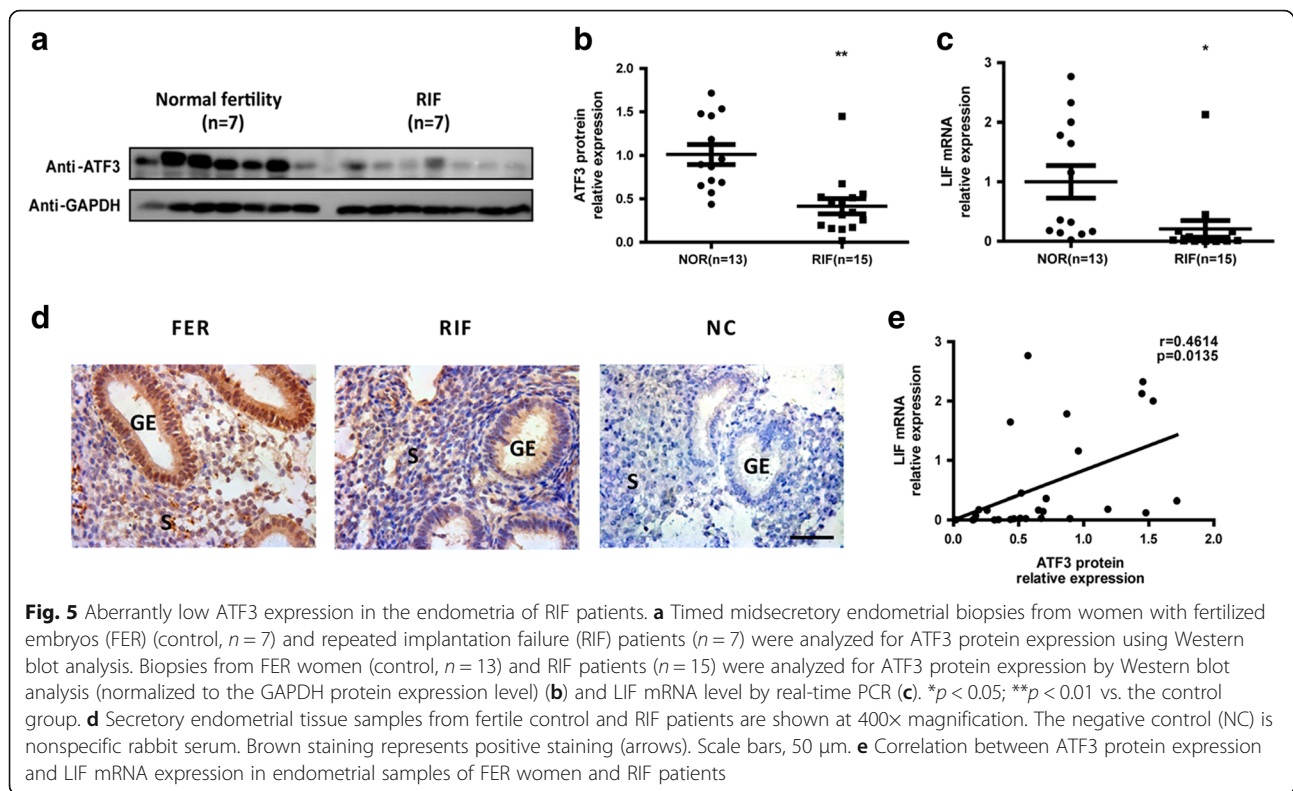 a
Normal fertility
(n=7)
RIF
(n=7)
Anti-ATF3
Anti-GAPDH
b
**
ATF3 protrein
relative expression
2.0
1.5
1.0
0.5
0.0
NOR(n=13)
RIF(n=15)
c
*
LIF mRNA
relative expression
3
2
1
0
NOR(n=13)
RIF(n=15)
d
FER
RIF
NC
GE
S
S
GE
S
GE
e
r=0.4614
p=0.0135
LIF mRNA
relative expression
3
2
1
0
0.0
0.5
1.0
1.5
2.0
ATF3 protein
relative expression
Fig. 5 Aberrantly low ATF3 expression in the endometria of RIF patients. a Timed midsecretory endometrial biopsies from women with fertilized
embryos (FER) (control, n = 7) and repeated implantation failure (RIF) patients (n = 7) were analyzed for ATF3 protein expression using Western
blot analysis. Biopsies from FER women (control, n = 13) and RIF patients (n = 15) were analyzed for ATF3 protein expression by Western blot
analysis (normalized to the GAPDH protein expression level) (b) and LIF mRNA level by real-time PCR (c). *p < 0.05; **p < 0.01 vs. the control
group. d Secretory endometrial tissue samples from fertile control and RIF patients are shown at 400× magnification. The negative control (NC) is
nonspecific rabbit serum. Brown staining represents positive staining (arrows). Scale bars, 50 μm. e Correlation between ATF3 protein expression
and LIF mRNA expression in endometrial samples of FER women and RIF patients